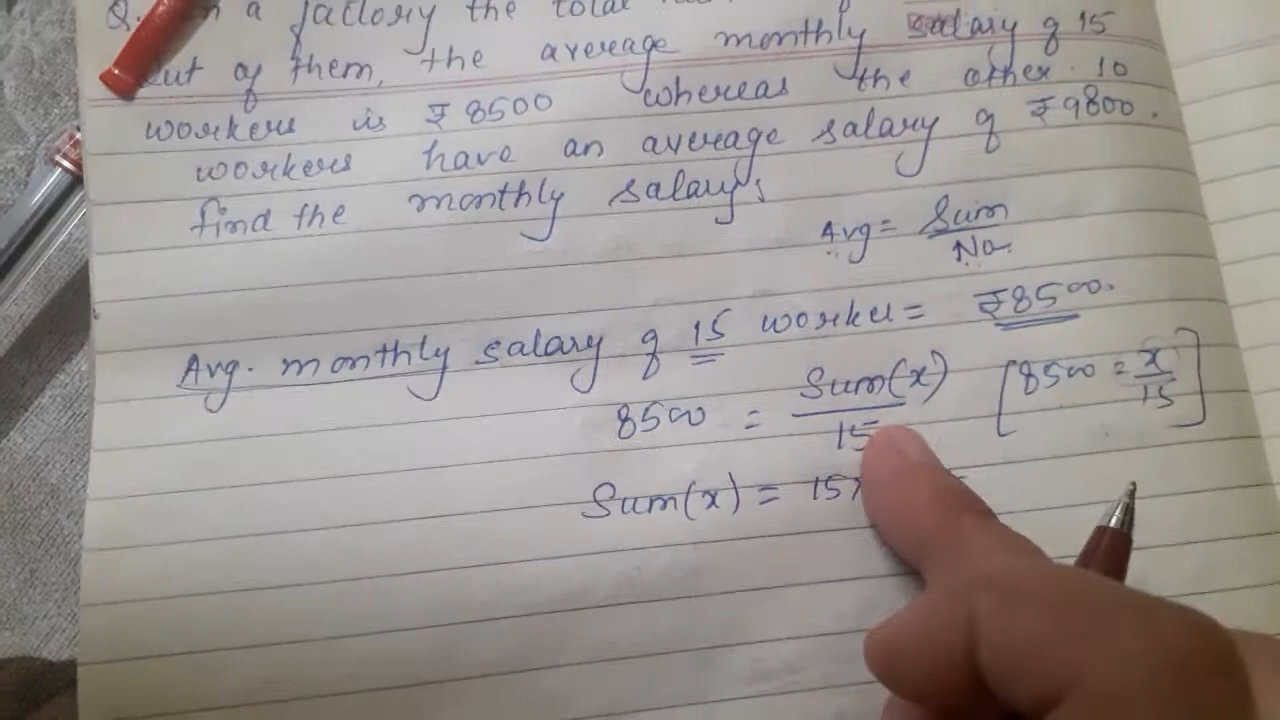 Q. a factory the total
out of them, the average monthly salary of 15
workers is ₹ 8500 whereas the other 10
workers have an average salary of ₹ 9800.
find the monthly salary;
Avg = Sum
No.
Avg. monthly salary of 15 worker = ₹8500.
8500 = Sum(x) [8500 = x
15 15]
Sum(x) = 15x